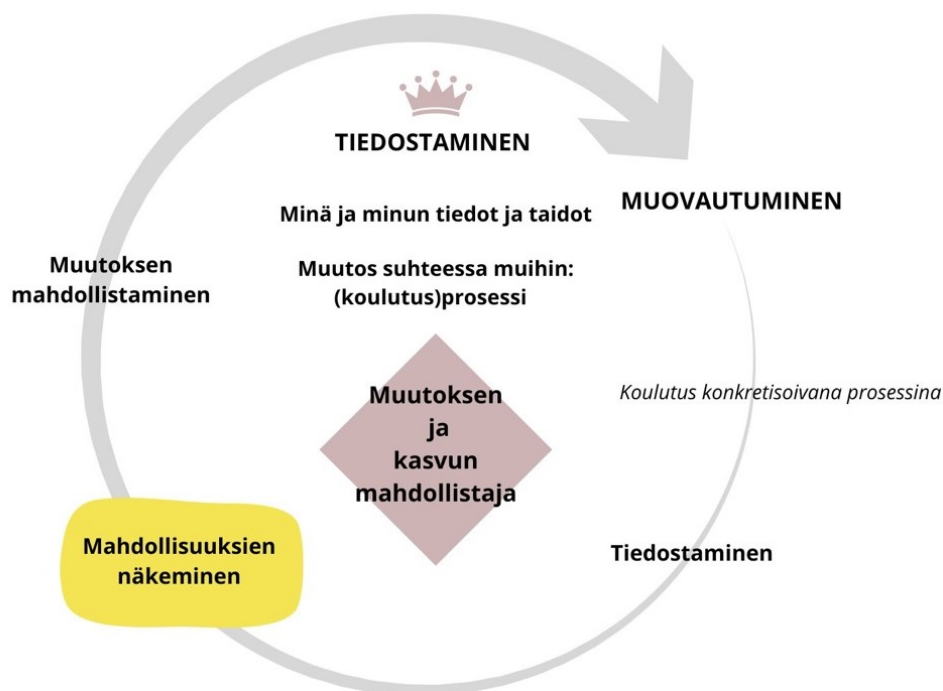 TIEDOSTAMINEN
Minä ja minun tiedot ja taidot
MUOVAUTUMINEN
Muutos suhteessa muihin:
(koulutus)prosessi
Muutoksen
mahdollistaminen
Muutoksen
ja
kasvun
mahdollistaja
Koulutus konkretisoivana prosessina
Mahdollisuuksien
näkeminen
Tiedostaminen